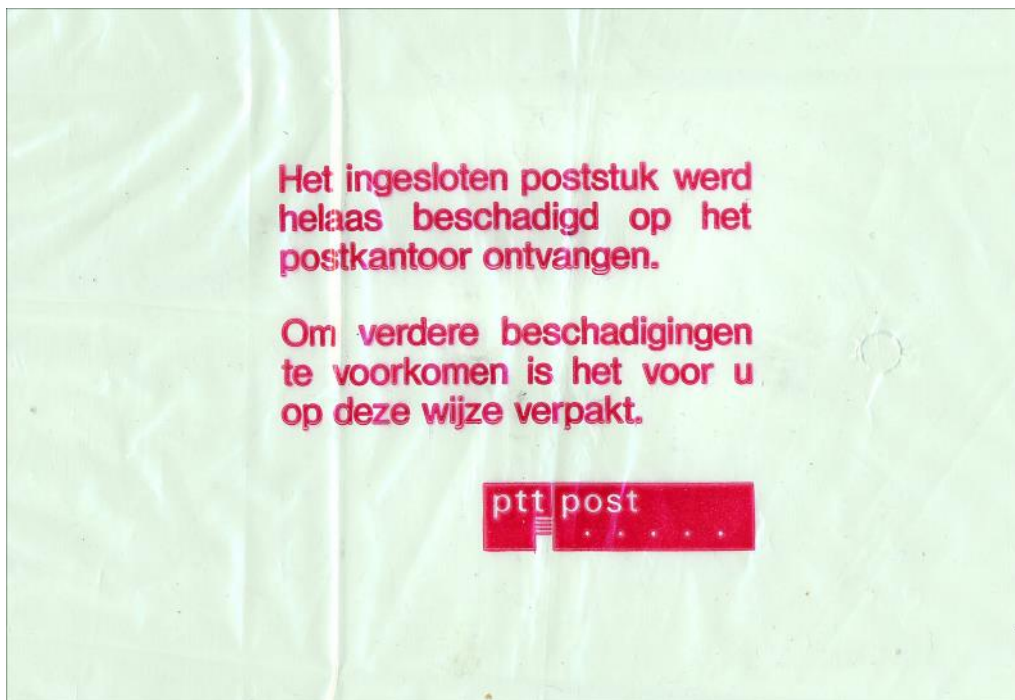 Het ingesloten poststuk werd
helaas beschadigd op het
postkantoor ontvangen.
Om verdere beschadigingen
te voorkomen is het voor u
op deze wijze verpakt.
ptt post